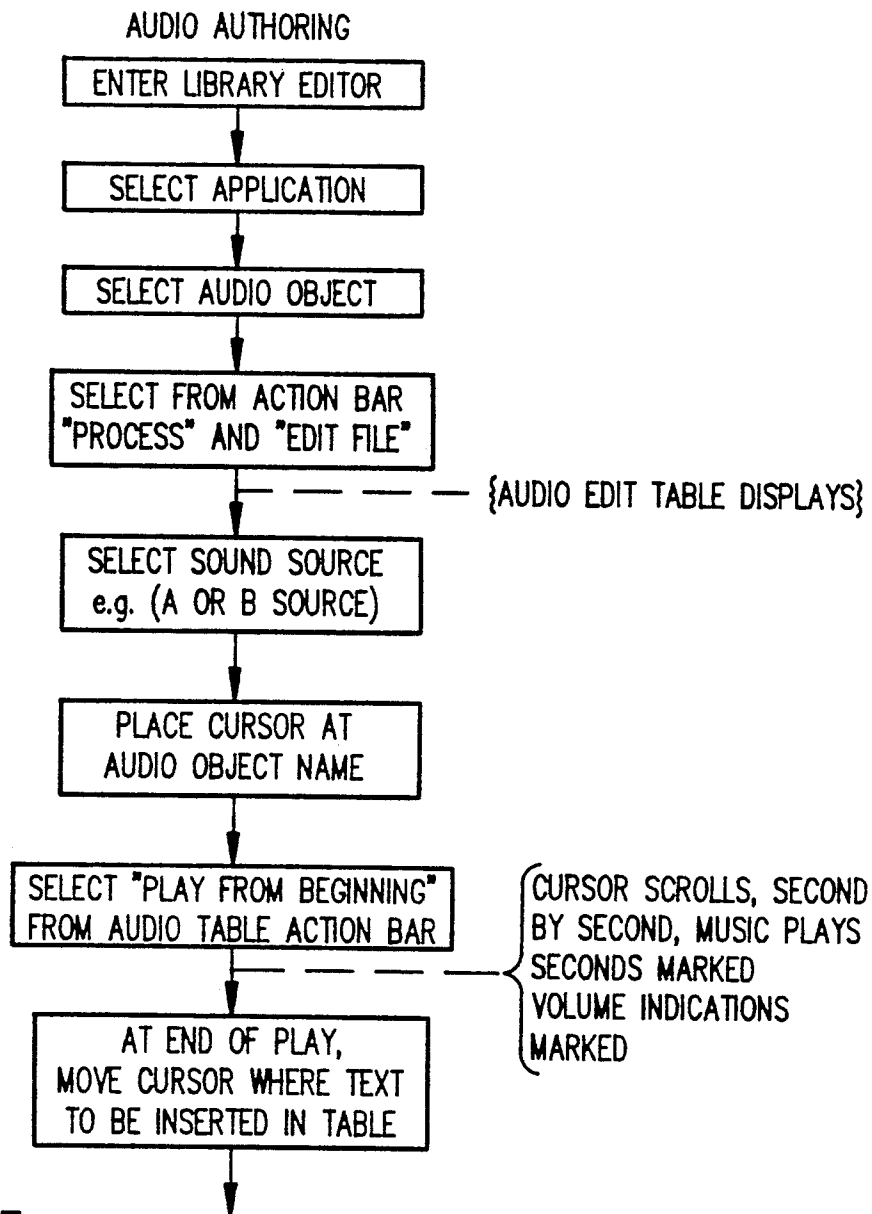 AUDIO AUTHORING
ENTER LIBRARY EDITOR
SELECT APPLICATION
SELECT AUDIO OBJECT
SELECT FROM ACTION BAR
"PROCESS" AND "EDIT FILE"
{AUDIO EDIT TABLE DISPLAYS}
SELECT SOUND SOURCE
e.g. (A OR B SOURCE)
PLACE CURSOR AT
AUDIO OBJECT NAME
SELECT "PLAY FROM BEGINNING"
FROM AUDIO TABLE ACTION BAR
CURSOR SCROLLS, SECOND
BY SECOND, MUSIC PLAYS
SECONDS MARKED
VOLUME INDICATIONS
MARKED
AT END OF PLAY,
MOVE CURSOR WHERE TEXT
TO BE INSERTED IN TABLE